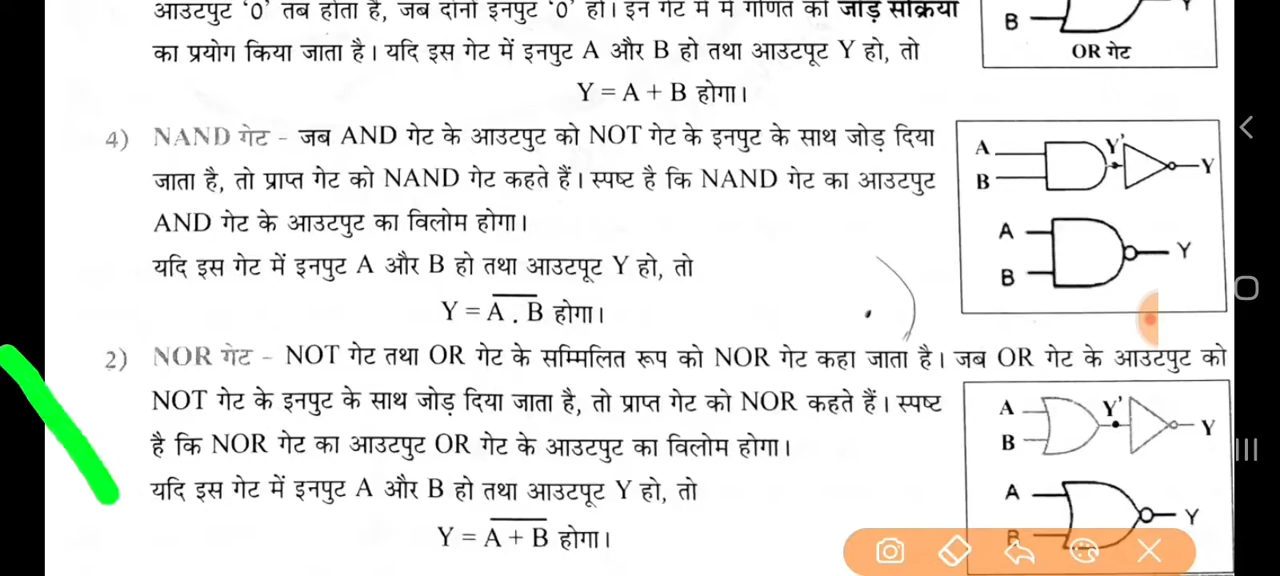 आउटपुट '0' तब होता है, जब दोनों इनपुट '0' हो। इन गेट में में गणित की जोड़ संक्रिया
का प्रयोग किया जाता है। यदि इस गेट में इनपुट A और B हो तथा आउटपूट Y हो, तो
Y = A + B होगा।
B Y
OR गेट
4) NAND गेट - जब AND गेट के आउटपुट को NOT गेट के इनपुट के साथ जोड़ दिया
जाता है, तो प्राप्त गेट को NAND गेट कहते हैं। स्पष्ट है कि NAND गेट का आउटपुट
AND गेट के आउटपुट का विलोम होगा।
यदि इस गेट में इनपुट A और B हो तथा आउटपूट Y हो, तो
Y = \overline{A . B} होगा।
A Y'
B Y
A
Y
B
2) NOR गेट - NOT गेट तथा OR गेट के सम्मिलित रूप को NOR गेट कहा जाता है। जब OR गेट के आउटपुट को
NOT गेट के इनपुट के साथ जोड़ दिया जाता है, तो प्राप्त गेट को NOR कहते हैं। स्पष्ट
है कि NOR गेट का आउटपुट OR गेट के आउटपुट का विलोम होगा।
यदि इस गेट में इनपुट A और B हो तथा आउटपूट Y हो, तो
Y = \overline{A + B} होगा।
A Y'
Y
B
A
Y
B